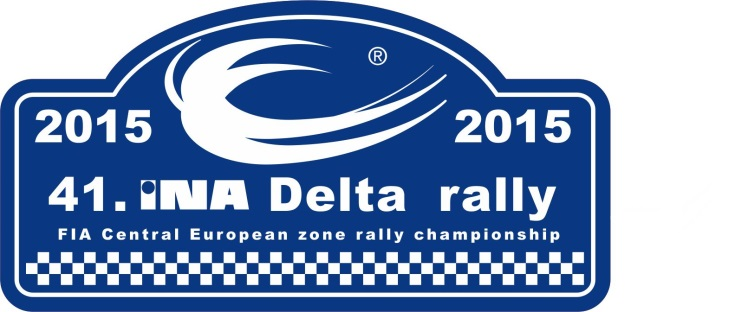 ®
2015 2015
41. iNA Delta rally
FIA Central European zone rally championship